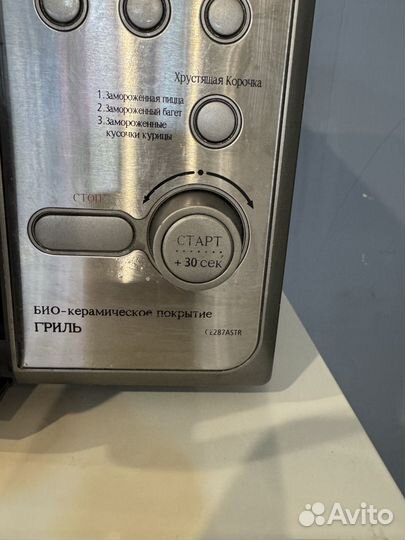 Хрустящая Корочка
1. Замороженная пицца
2. Замороженный багет
3. Замороженные
кусочки курицы
СТОП
СТАРТ
+ 30 сек
БИО-керамическое покрытие
ГРИЛЬ
CE287ASTR
Avito